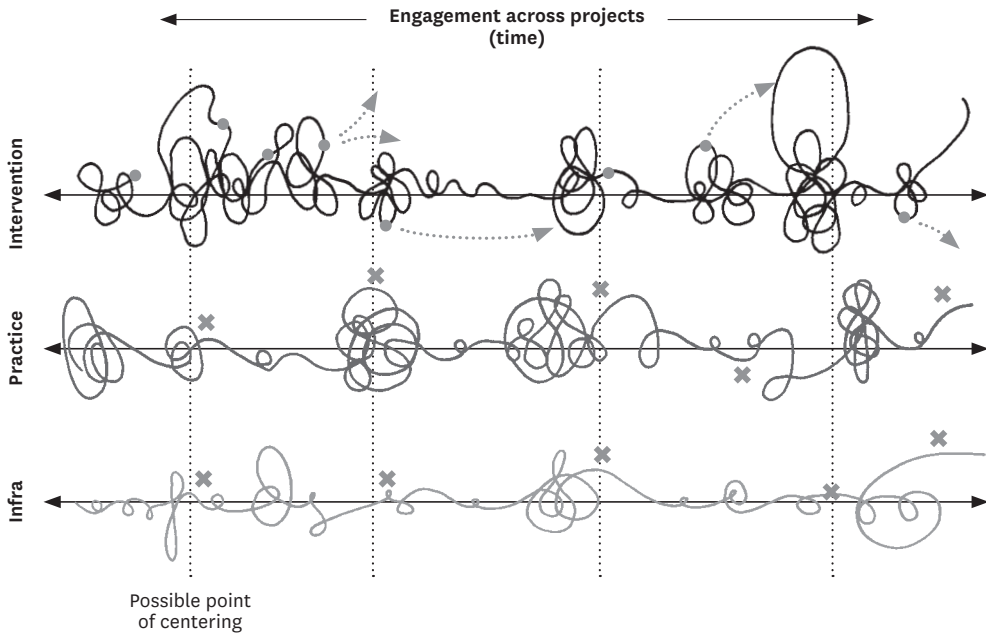 Engagement across projects
(time)
Intervention
Practice
Infra
Possible point
of centering